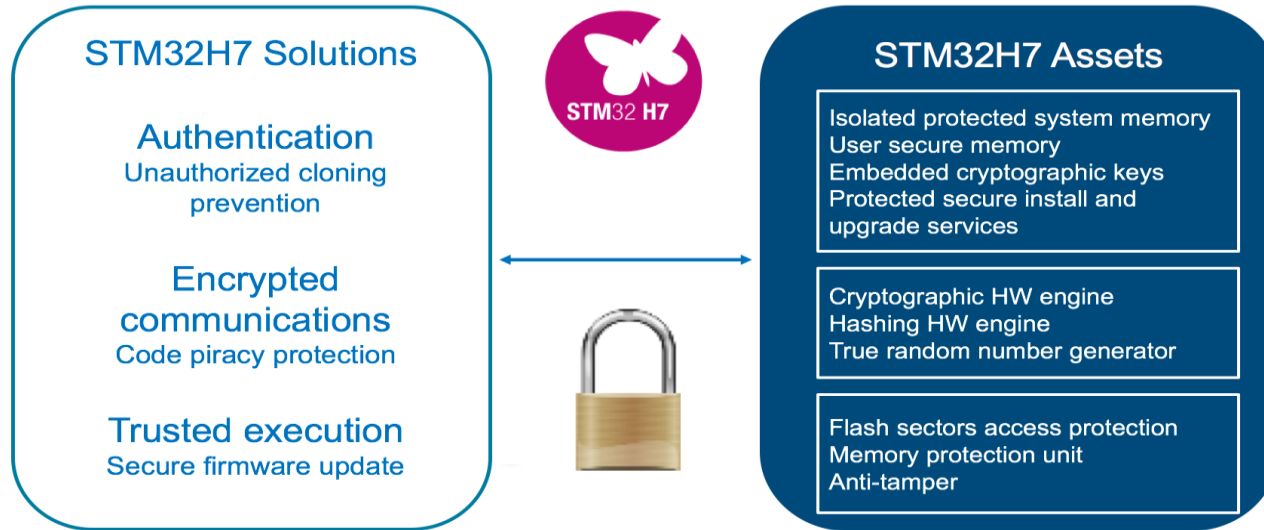 STM32H7 Solutions
Authentication
Unauthorized cloning
prevention
Encrypted
communications
Code piracy protection
Trusted execution
Secure firmware update
STM32 H7
STM32H7 Assets
Isolated protected system memory
User secure memory
Embedded cryptographic keys
Protected secure install and
upgrade services
Cryptographic HW engine
Hashing HW engine
True random number generator
Flash sectors access protection
Memory protection unit
Anti-tamper